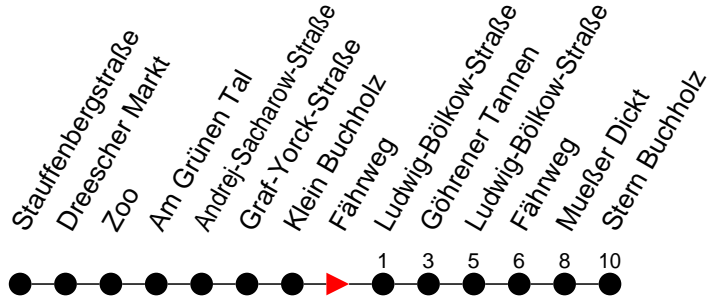 Stauffenbergstraße
Dreescher Markt
Zoo
Am Grünen Tal
Andrej-Sacharow-Straße
Graf-Yorck-Straße
Klein Buchholz
Fährweg
Ludwig-Bölkow-Straße
Göhrener Tannen
Ludwig-Bölkow-Straße
Fährweg
Mueßer Dickt
Stern Buchholz
1 3 5 6 8 10